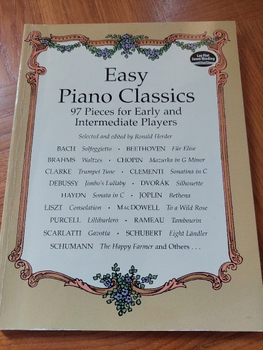 Easy
Piano Classics
97 Pieces for Early and
Intermediate Players
Selected and edited by Ronald Herder
BACH Solfeggietto • BEETHOVEN Für Elise
BRAHMS Waltzes • CHOPIN Mazurka in G Minor
CLARKE Trumpet Tune • CLEMENTI Sonatina in C
DEBUSSY Jimbo's Lullaby • DVOŘÁK Silhouette
HAYDN Sonata in C • JOPLIN Bethena
LISZT Consolation • MACDOWELL To a Wild Rose
PURCELL Lilliburlero • RAMEAU Tambourin
SCARLATTI Gavotta • SCHUBERT Eight Ländler
SCHUMANN The Happy Farmer and Others . . .